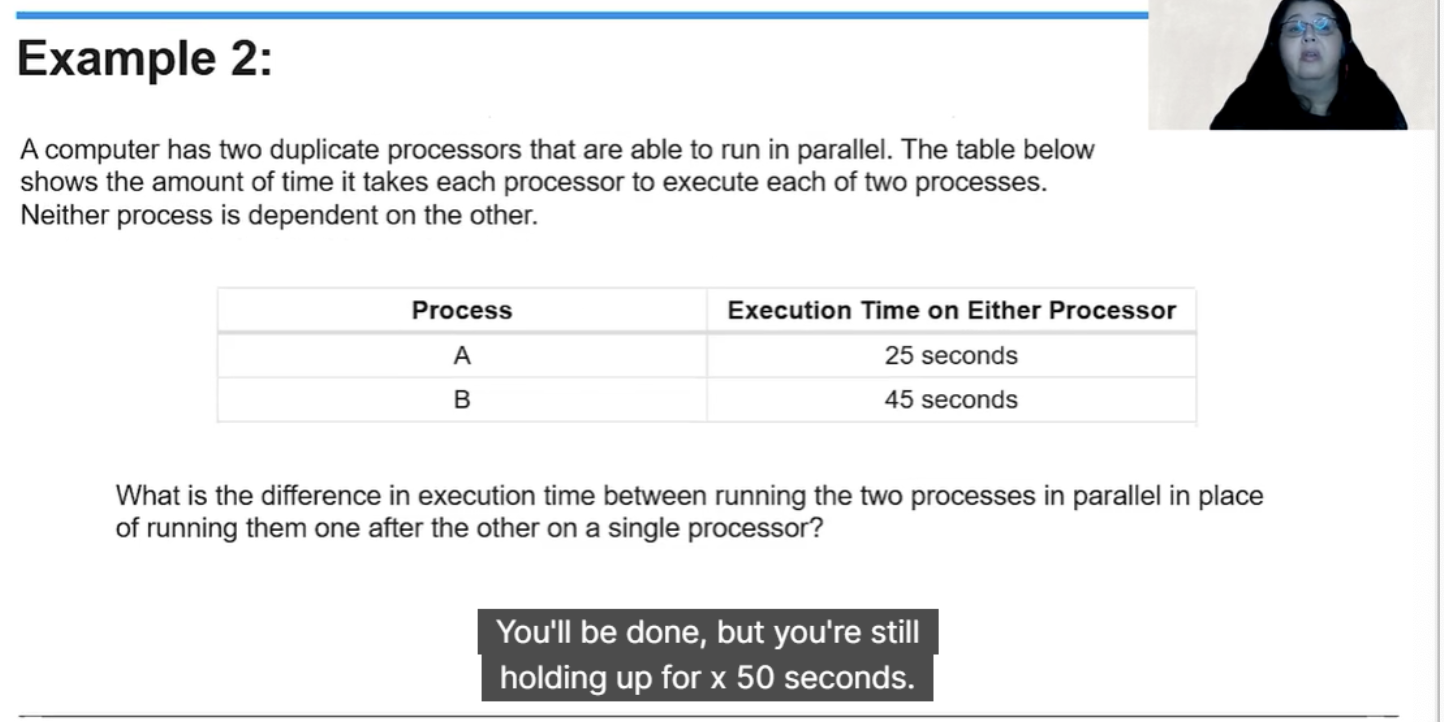 Example 2:
A computer has two duplicate processors that are able to run in parallel. The table below
shows the amount of time it takes each processor to execute each of two processes.
Neither process is dependent on the other.
Process Execution Time on Either Processor
A 25 seconds
B 45 seconds
What is the difference in execution time between running the two processes in parallel in place
of running them one after the other on a single processor?
You'll be done, but you're still
holding up for x 50 seconds.